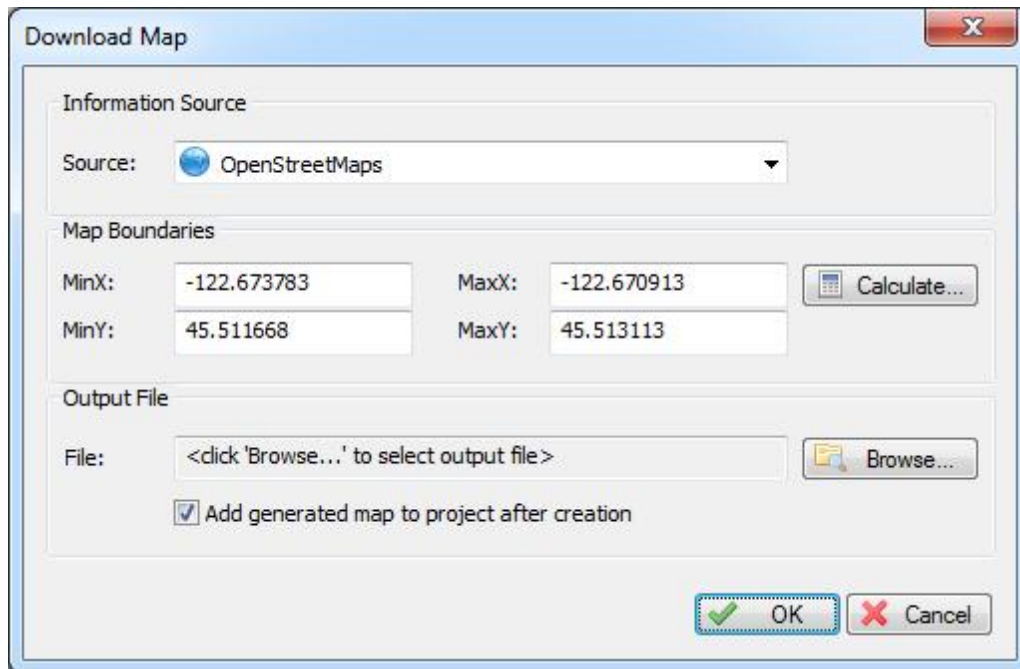 Download Map
Information Source
Source: OpenStreetMaps
Map Boundaries
MinX: -122.673783 MaxX: -122.670913 Calculate...
MinY: 45.511668 MaxY: 45.513113
Output File
File: <click 'Browse...' to select output file> Browse...
Add generated map to project after creation
OK Cancel